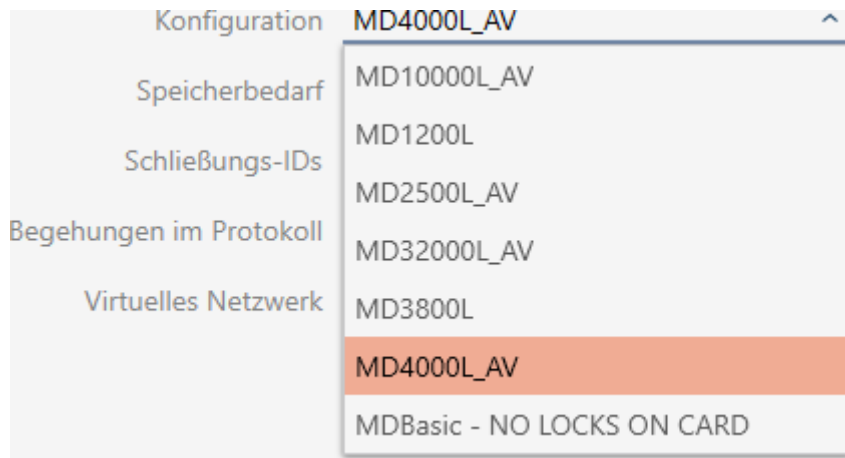 Konfiguration MD4000L_AV
MD10000L_AV
Speicherbedarf
MD1200L
Schließungs-IDs
MD2500L_AV
Begehungen im Protokoll
MD32000L_AV
Virtuelles Netzwerk
MD3800L
MD4000L_AV
MDBasic - NO LOCKS ON CARD